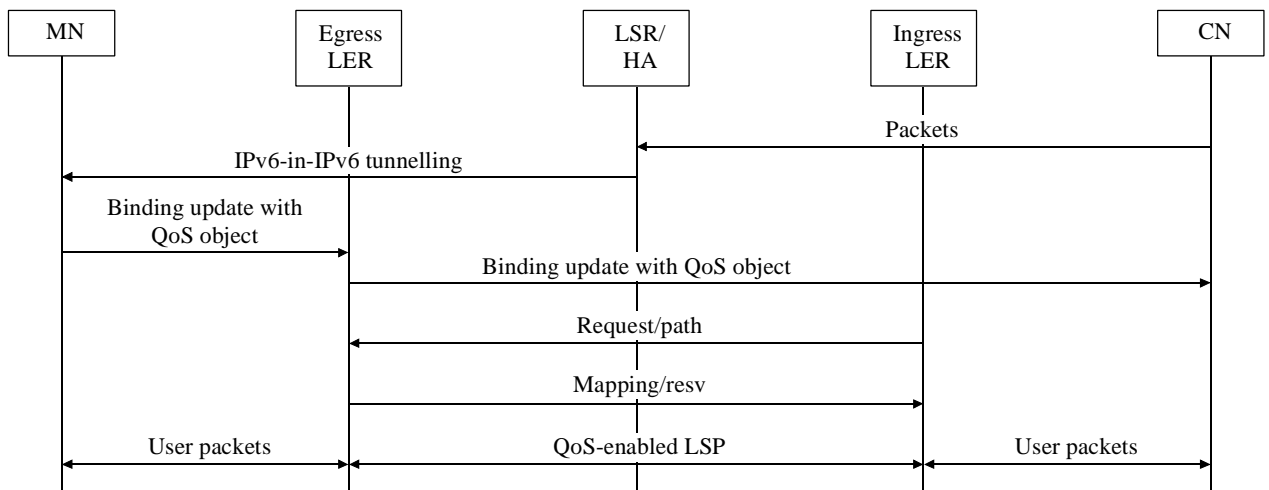 MN
Egress
LER
LSR/
HA
Ingress
LER
CN
Packets
IPv6-in-IPv6 tunnelling
Binding update with
QoS object
Binding update with QoS object
Request/path
Mapping/resv
User packets
QoS-enabled LSP
User packets